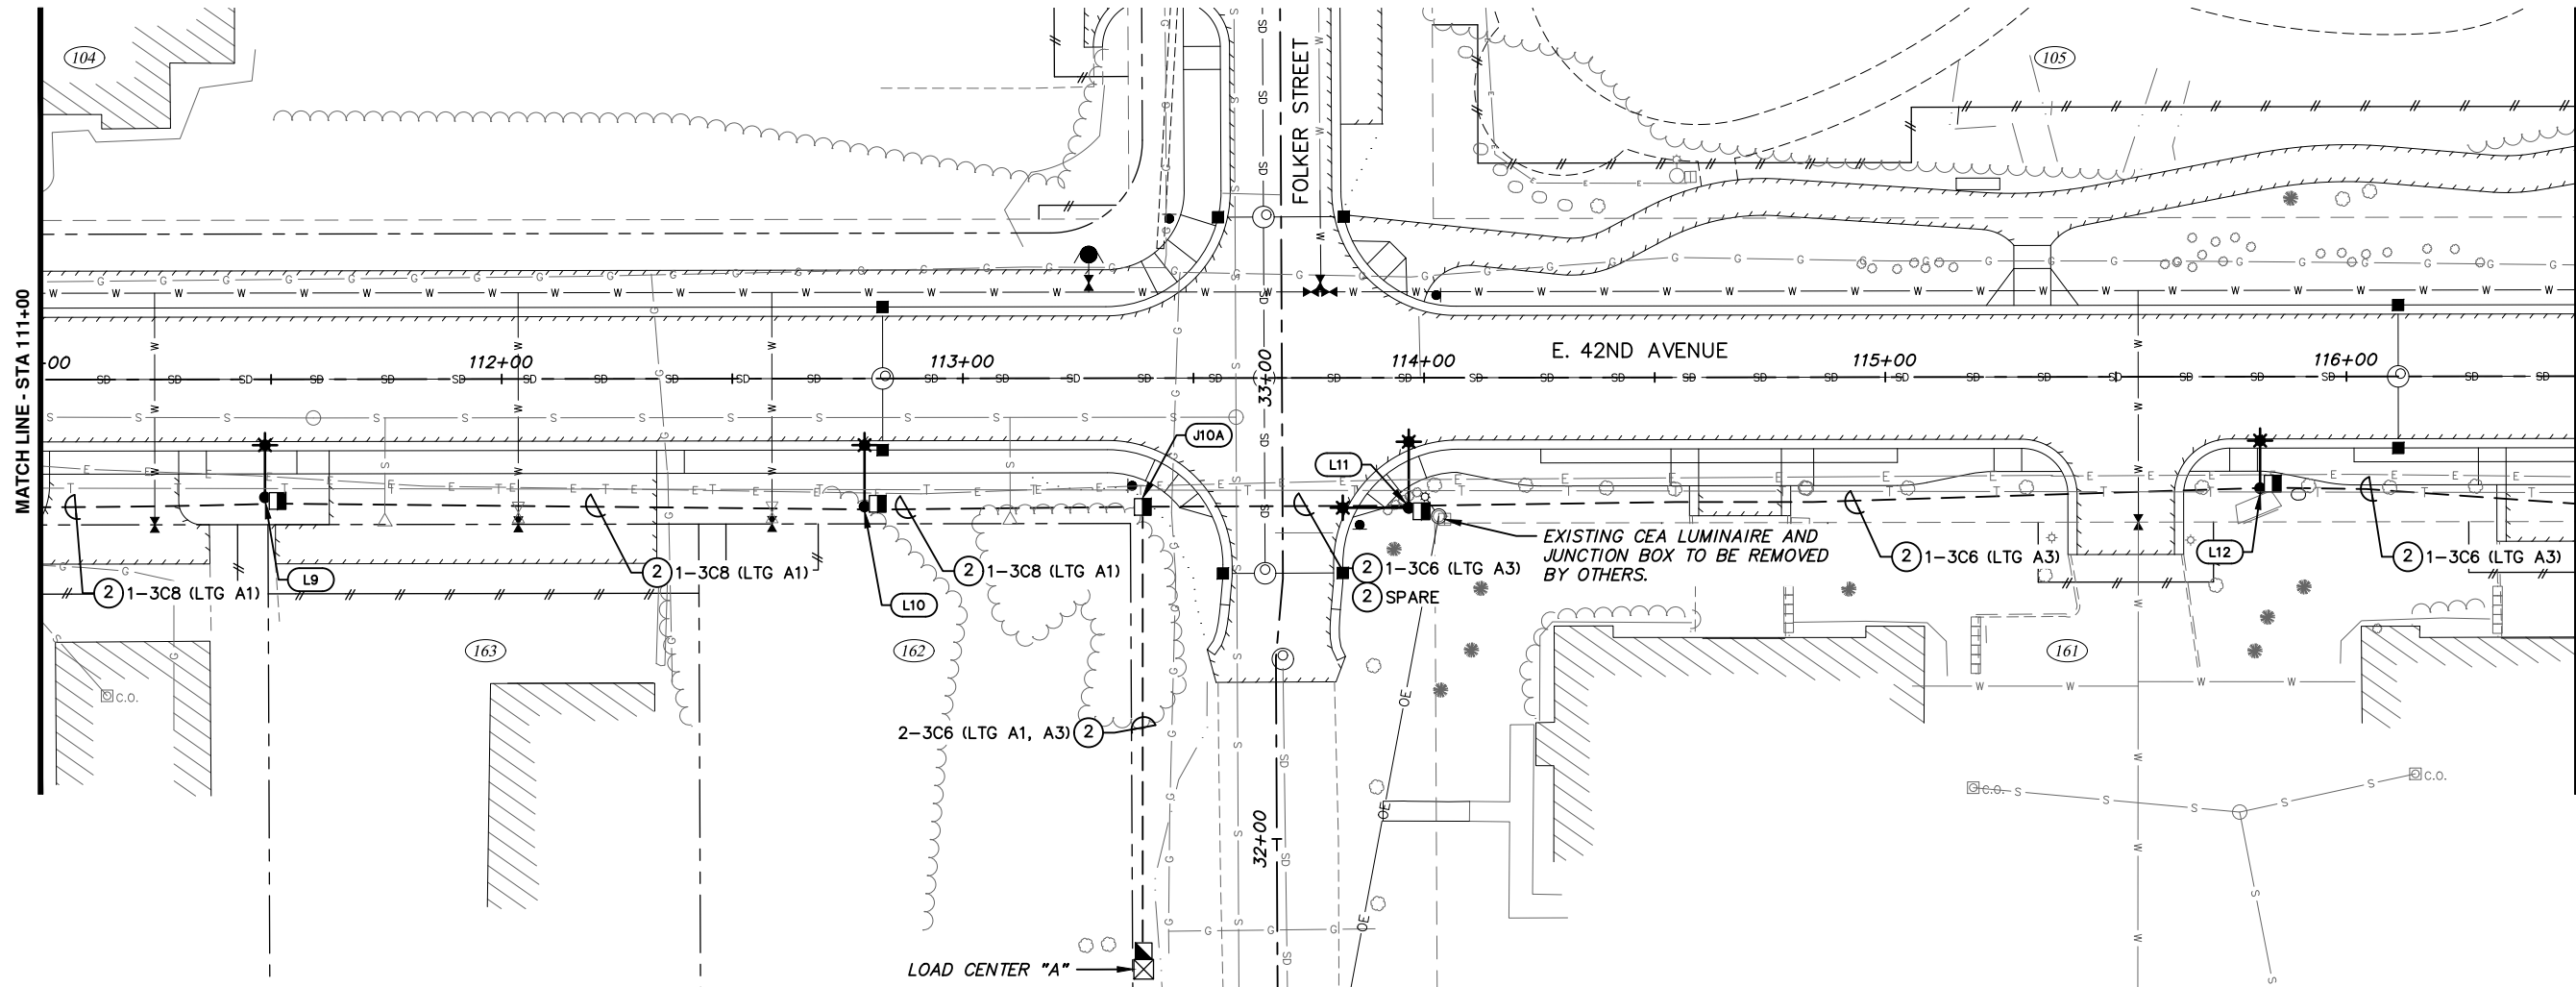 104
105
FOLKER STREET
MATCH LINE - STA 111+00
-00
112+00
113+00
114+00
115+00
116+00
E. 42ND AVENUE
33+00
J10A
L11
L9
L10
L12
2 1-3C8 (LTG A1)
2 1-3C8 (LTG A1)
2 1-3C8 (LTG A1)
2 1-3C6 (LTG A3)
2 SPARE
EXISTING CEA LUMINAIRE AND
JUNCTION BOX TO BE REMOVED
BY OTHERS.
2 1-3C6 (LTG A3)
2 1-3C6 (LTG A3)
163
162
161
C.O.
2-3C6 (LTG A1, A3) 2
C.O.
C.O.
32+00
LOAD CENTER "A"